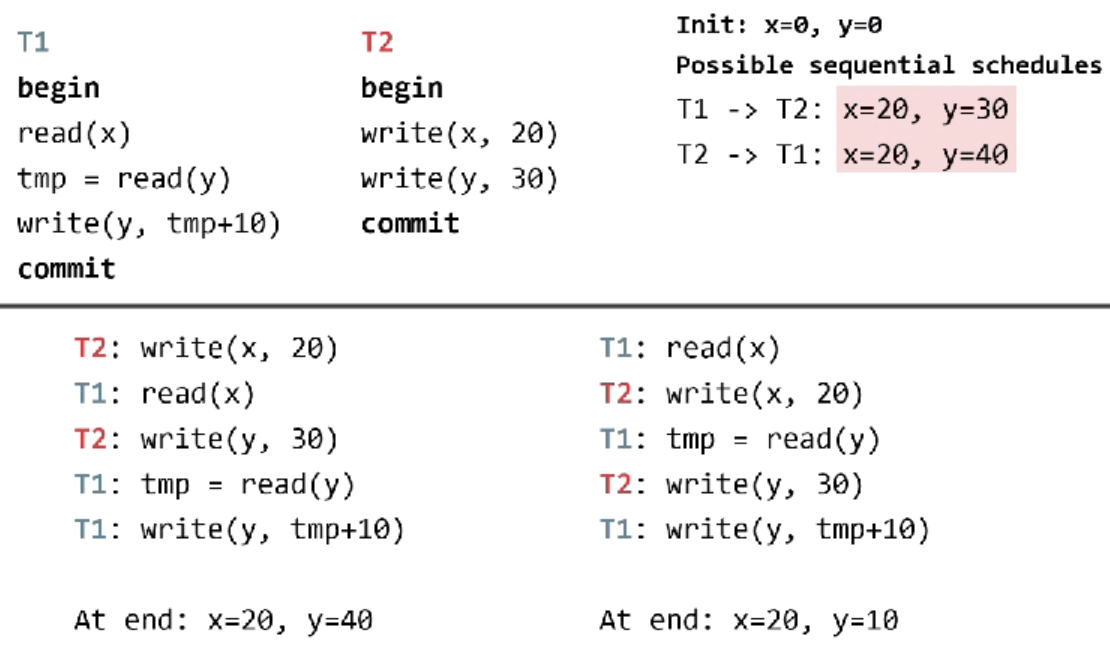 T1
begin
read(x)
tmp = read(y)
write(y, tmp+10)
commit
T2
begin
write(x, 20)
write(y, 30)
commit
Init: x=0, y=0
Possible sequential schedules
T1 -> T2: x=20, y=30
T2 -> T1: x=20, y=40
T2: write(x, 20)
T1: read(x)
T2: write(y, 30)
T1: tmp = read(y)
T1: write(y, tmp+10)
At end: x=20, y=40
T1: read(x)
T2: write(x, 20)
T1: tmp = read(y)
T2: write(y, 30)
T1: write(y, tmp+10)
At end: x=20, y=10